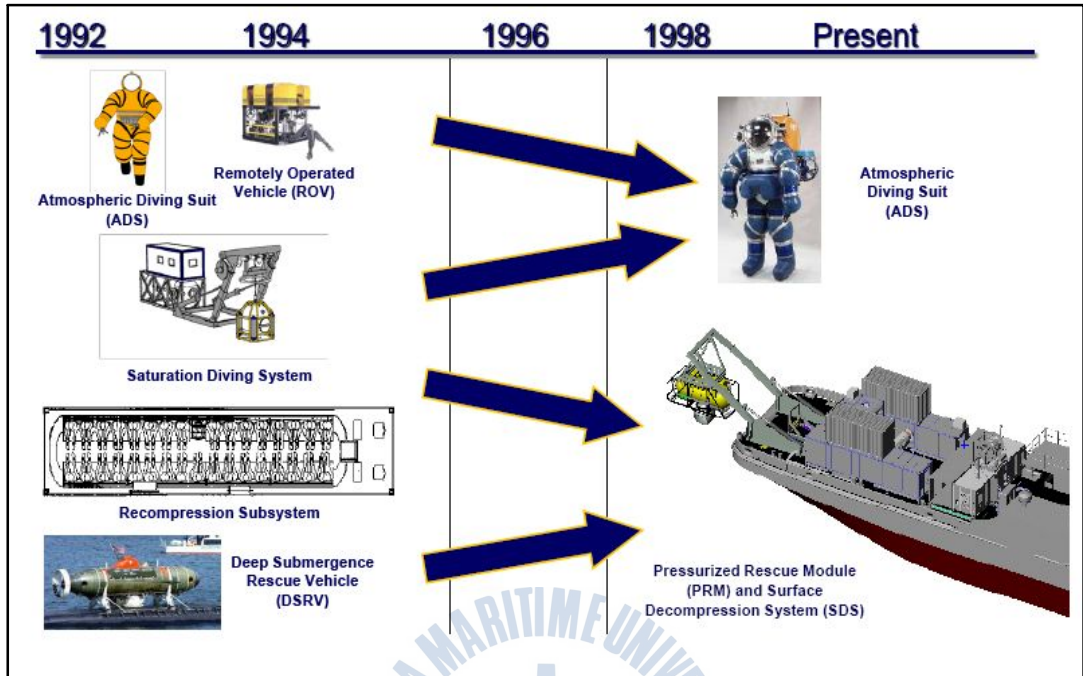 1992 1994 1996 1998 Present
Atmospheric Diving Suit
(ADS)
Remotely Operated
Vehicle (ROV)
Atmospheric
Diving Suit
(ADS)
Saturation Diving System
Recompression Subsystem
Deep Submergence
Rescue Vehicle
(DSRV)
Pressurized Rescue Module
(PRM) and Surface
Decompression System (SDS)
A MARITIME UNIV